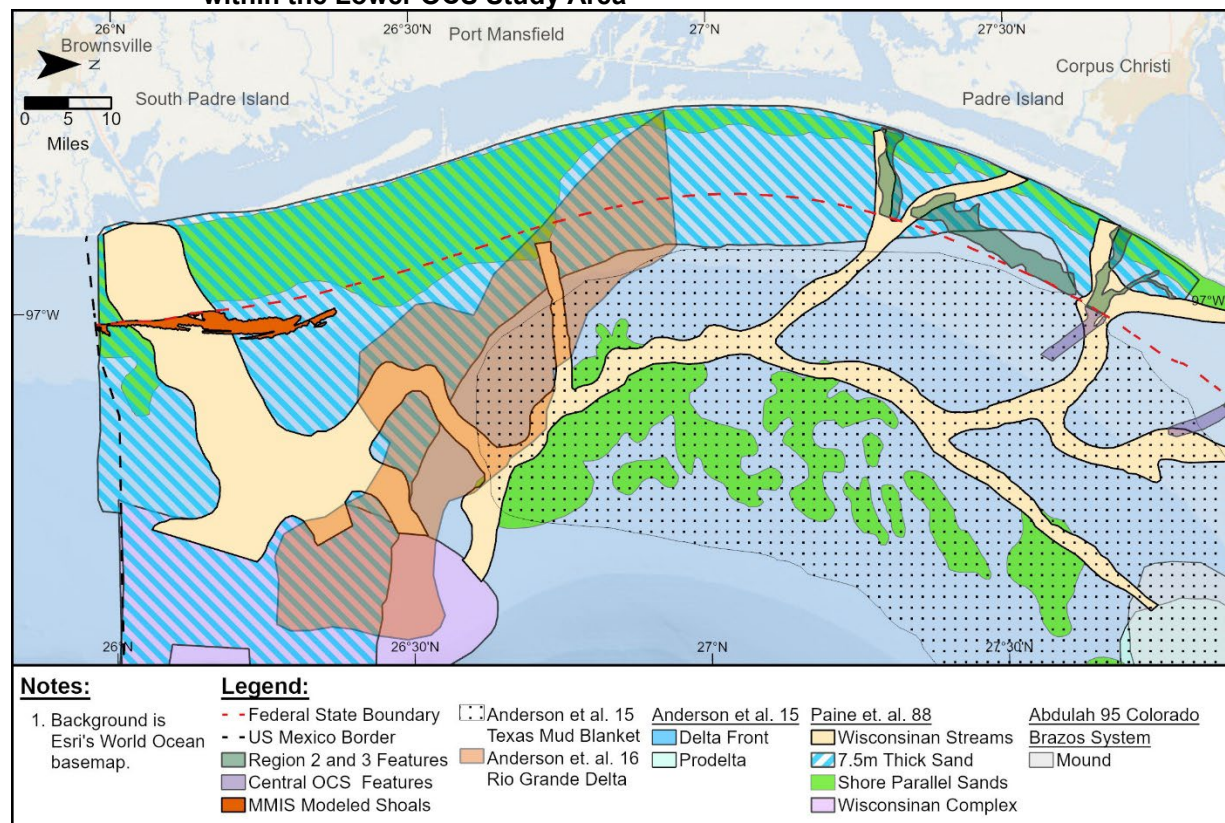 within the Lower OCS Study Area
26°N
26°30'N
27°N
27°30'N
Brownsville
Port Mansfield
Corpus Christi
N
South Padre Island
Padre Island
0 5 10
Miles
97°W
97°W
26°N
26°30'N
27°N
27°30'N
Notes:
1. Background is
Esri's World Ocean
basemap.
Legend:
Federal State Boundary
US Mexico Border
Region 2 and 3 Features
Central OCS Features
MMIS Modeled Shoals
Anderson et al. 15
Texas Mud Blanket
Anderson et. al. 16
Rio Grande Delta
Anderson et al. 15
Delta Front
Prodelta
Paine et. al. 88
Wisconsinan Streams
7.5m Thick Sand
Shore Parallel Sands
Wisconsinan Complex
Abdulah 95 Colorado
Brazos System
Mound